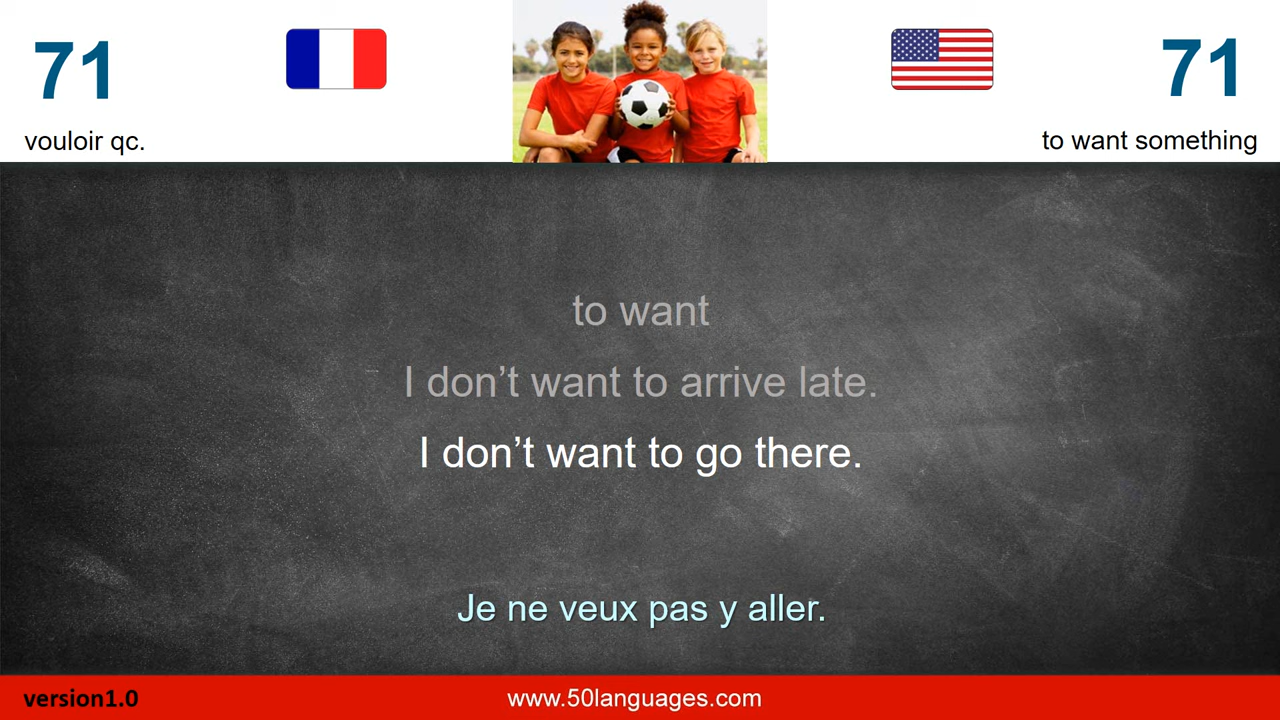 71
71
vouloir qc.
to want something
to want
I don’t want to arrive late.
I don’t want to go there.
Je ne veux pas y aller.
version1.0
www.50languages.com